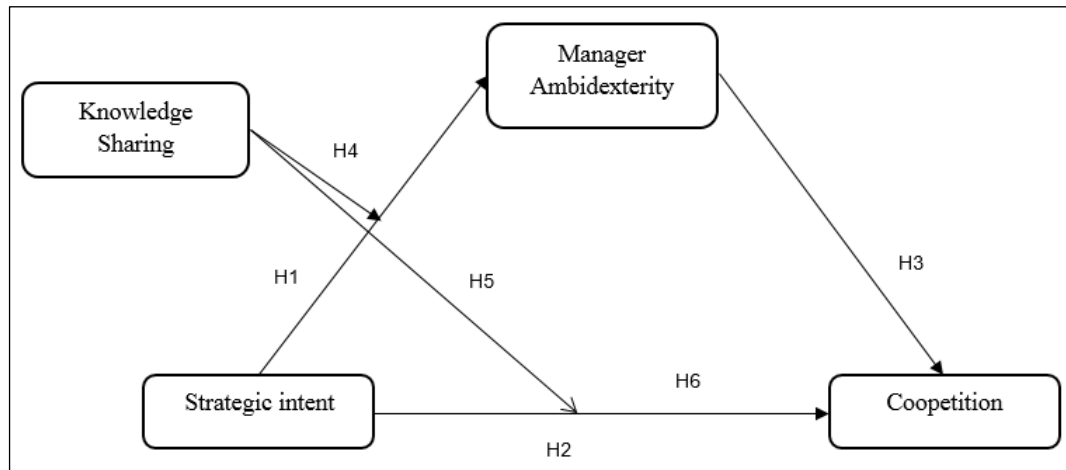 Manager
Ambidexterity
Knowledge
Sharing
H4
H1
H5
H3
Strategic intent
H6
Coopetition
H2